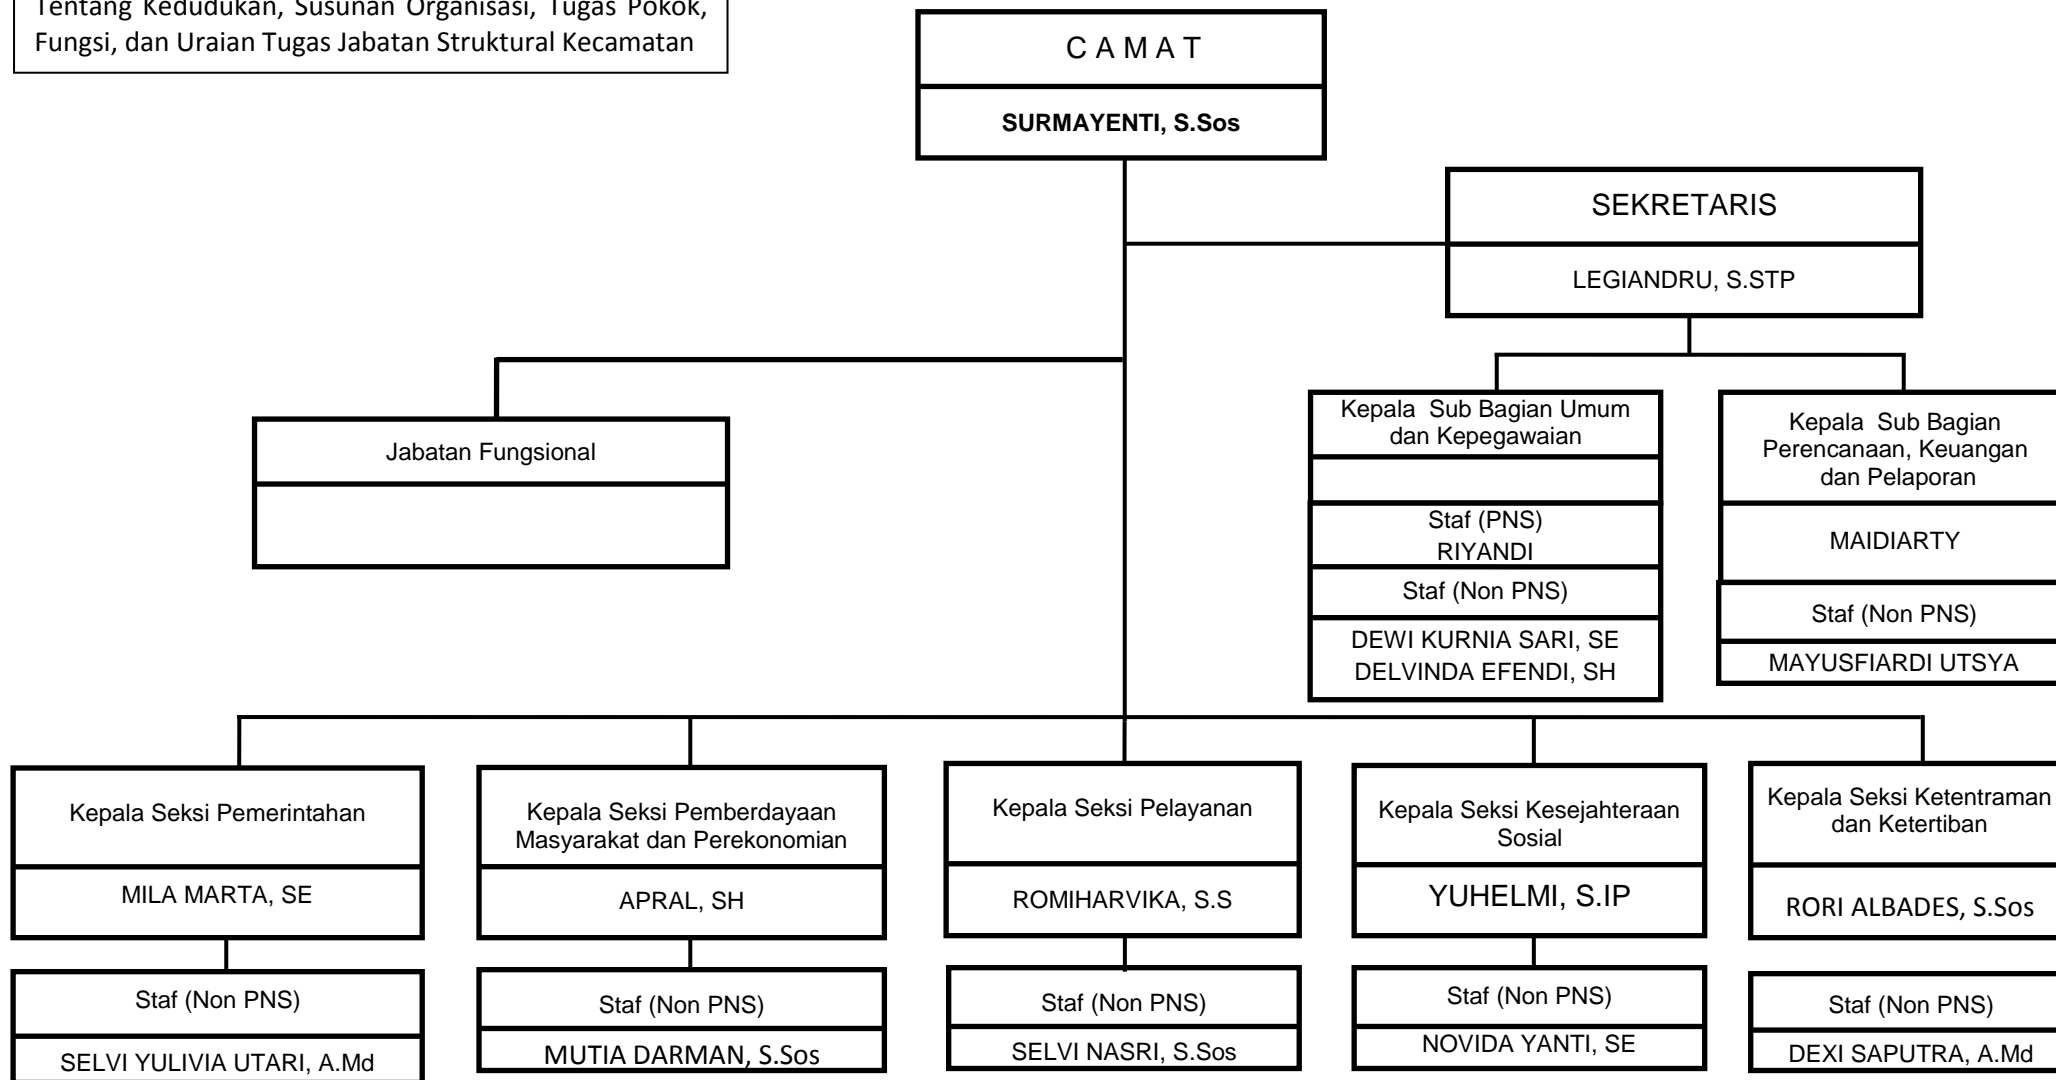 Tentang Kedudukan, Susunan Organisasi, Tugas Pokok,
Fungsi, dan Uraian Tugas Jabatan Struktural Kecamatan
C A M A T
SURMAYENTI, S.Sos
SEKRETARIS
LEGIANDRU, S.STP
Jabatan Fungsional
Kepala Sub Bagian Umum
dan Kepegawaian
Staf (PNS)
RIYANDI
Staf (Non PNS)
DEWI KURNIA SARI, SE
DELVINDA EFENDI, SH
Kepala Sub Bagian
Perencanaan, Keuangan
dan Pelaporan
MAIDIARTY
Staf (Non PNS)
MAYUSFIARDI UTSYA
Kepala Seksi Pemerintahan
MILA MARTA, SE
Staf (Non PNS)
SELVI YULIVIA UTARI, A.Md
Kepala Seksi Pemberdayaan
Masyarakat dan Perekonomian
APRAL, SH
Staf (Non PNS)
MUTIA DARMAN, S.Sos
Kepala Seksi Pelayanan
ROMIHARVIKA, S.S
Staf (Non PNS)
SELVI NASRI, S.Sos
Kepala Seksi Kesejahteraan
Sosial
YUHELMI, S.IP
Staf (Non PNS)
NOVIDA YANTI, SE
Kepala Seksi Ketentraman
dan Ketertiban
RORI ALBADES, S.Sos
Staf (Non PNS)
DEXI SAPUTRA, A.Md